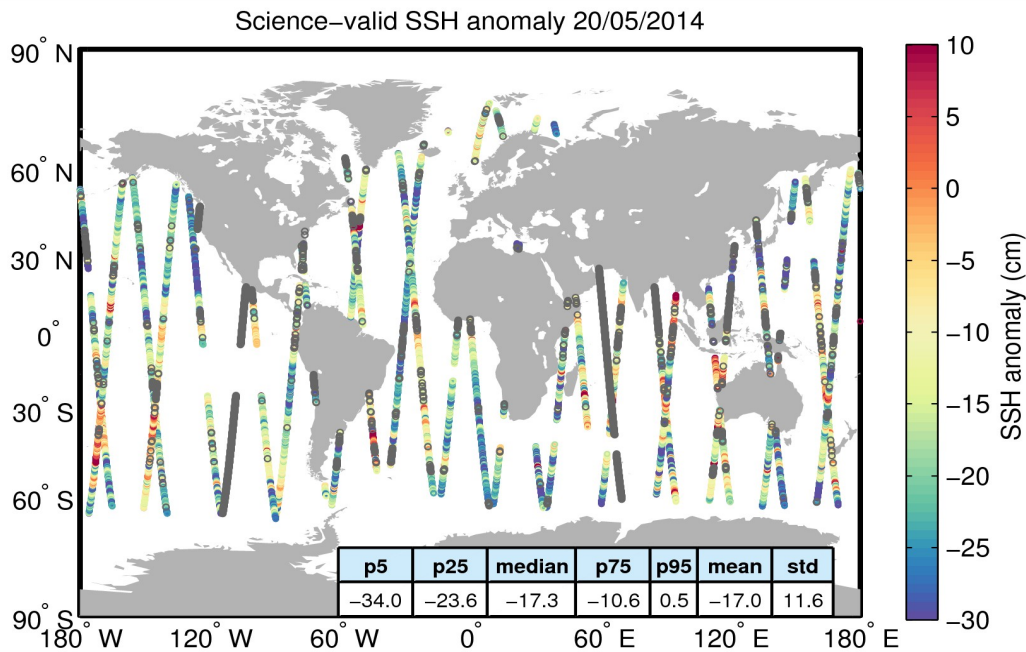 Science−valid SSH anomaly 20/05/2014
90° N
60° N
30° N
0°
30° S
60° S
90° S
180° W
120° W
60° W
0°
60° E
120° E
180° E
p5 p25 median p75 p95 mean std
−34.0 −23.6 −17.3 −10.6 0.5 −17.0 11.6
10
5
0
−5
−10
−15
−20
−25
−30
SSH anomaly (cm)